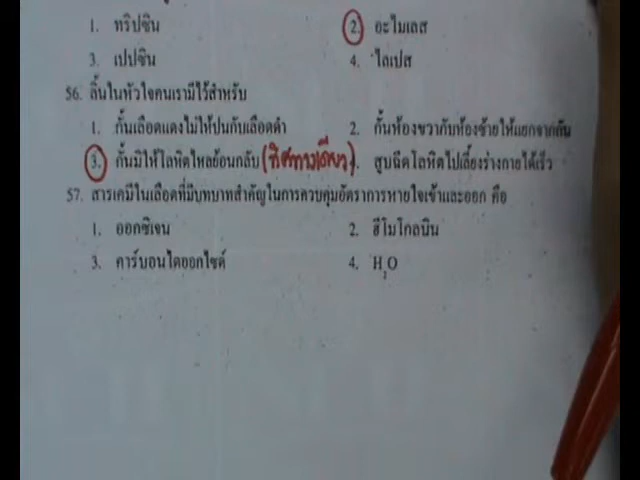 1. ทริปซิน 2. อะไมเลส
3. เปปซิน 4. ไลเปส
56. ลิ้นในหัวใจคนเรามีไว้สำหรับ
1. กั้นเลือดแดงไม่ให้ปนกับเลือดดำ 2. กั้นห้องขวากับห้องซ้ายให้แยกจากกัน
3. กั้นมิให้โลหิตไหลย้อนกลับ (ทิศทางเดียว) 4. สูบฉีดโลหิตไปเลี้ยงร่างกายได้เร็ว
57. สารเคมีในเลือดที่มีบทบาทสำคัญในการควบคุมอัตราการหายใจเข้าและออก คือ
1. ออกซิเจน 2. ฮีโมโกลบิน
3. คาร์บอนไดออกไซด์ 4. H₂O